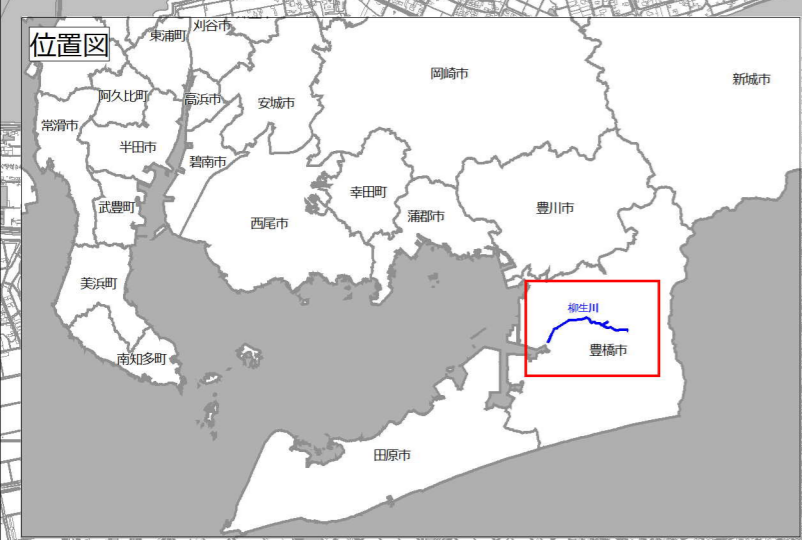 位置図
東浦町
刈谷市
岡崎市
新城市
阿久比町
高浜市
安城市
常滑市
半田市
碧南市
幸田町
武豊町
西尾市
蒲郡市
豊川市
美浜町
柳生川
豊橋市
南知多町
田原市